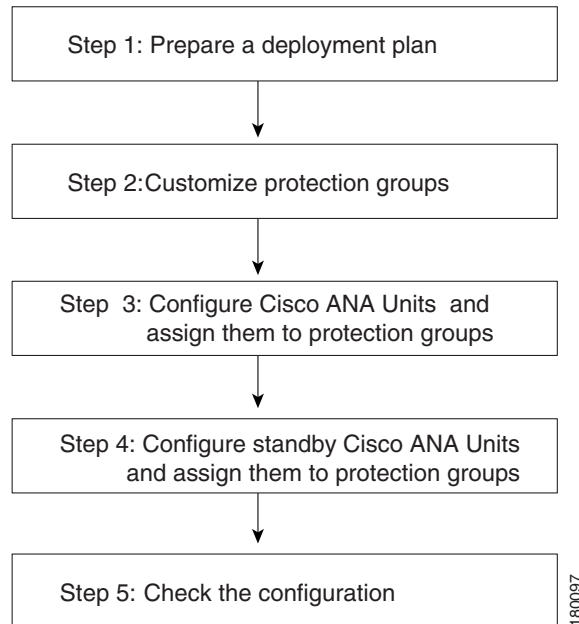 Step 1: Prepare a deployment plan
Step 2:Customize protection groups
Step 3: Configure Cisco ANA Units and
assign them to protection groups
Step 4: Configure standby Cisco ANA Units
and assign them to protection groups
Step 5: Check the configuration
180097